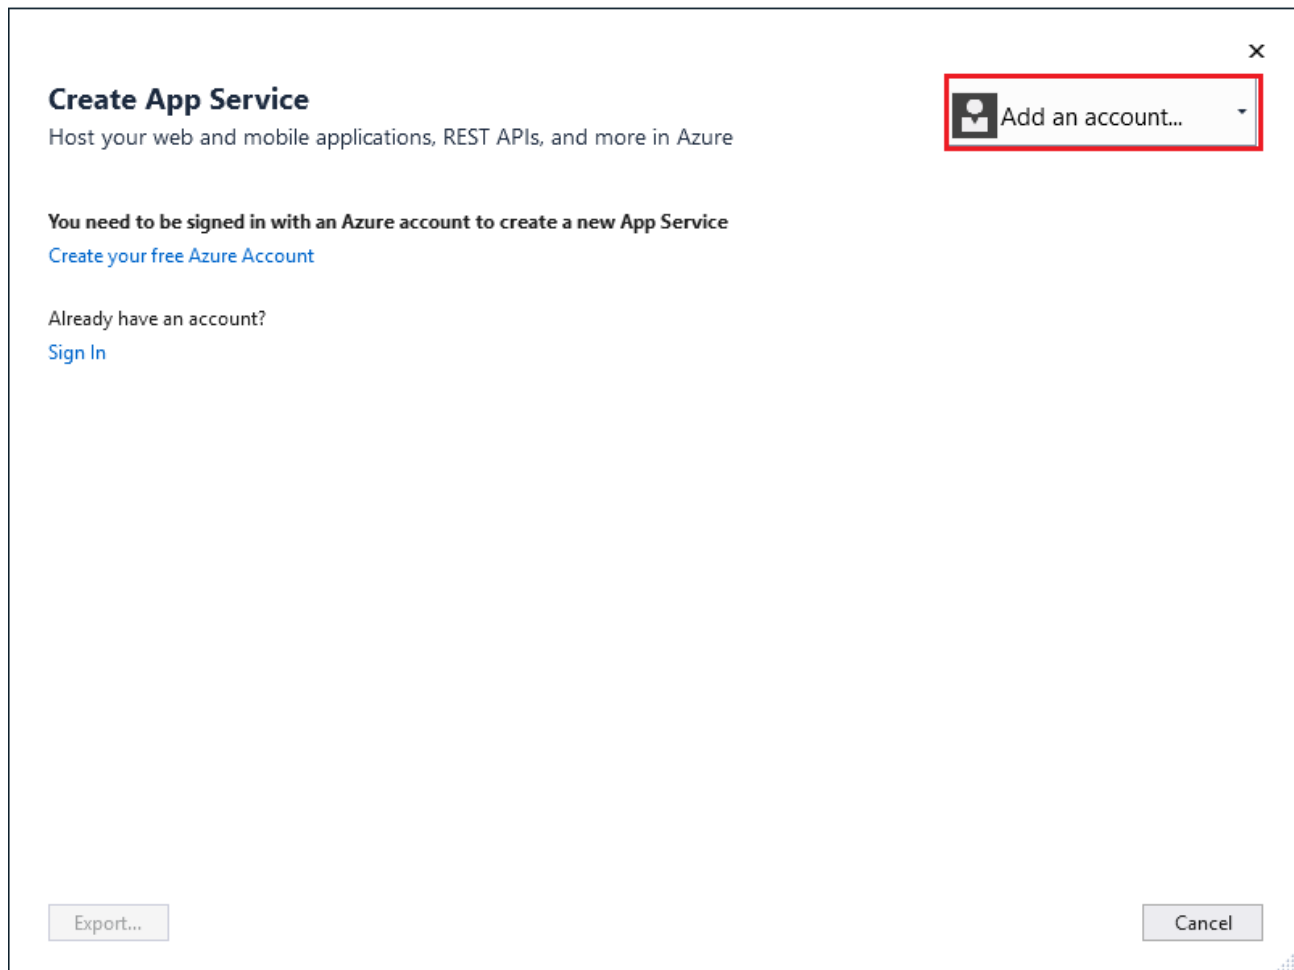 Create App Service
Add an account...
Host your web and mobile applications, REST APIs, and more in Azure
You need to be signed in with an Azure account to create a new App Service
Create your free Azure Account
Already have an account?
Sign In
Export...
Cancel